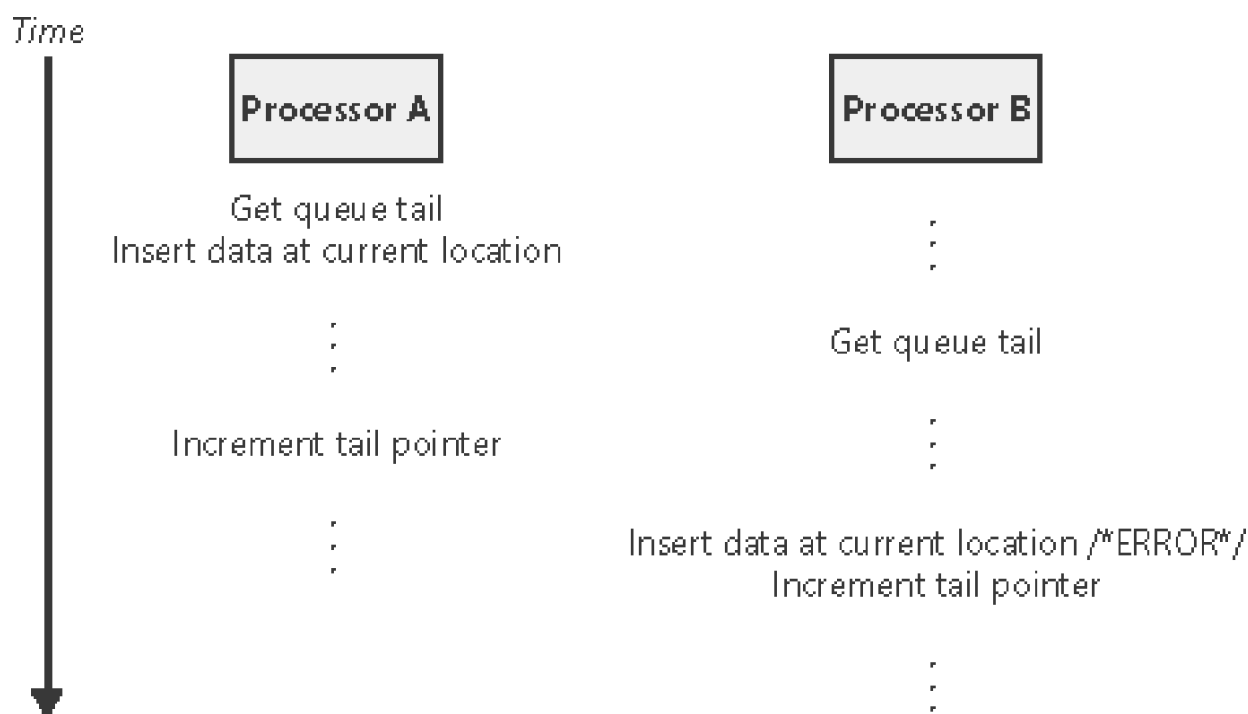 Time
Processor A
Processor B
Get queue tail
Insert data at current location
Get queue tail
Increment tail pointer
Insert data at current location /*ERROR*/
Increment tail pointer